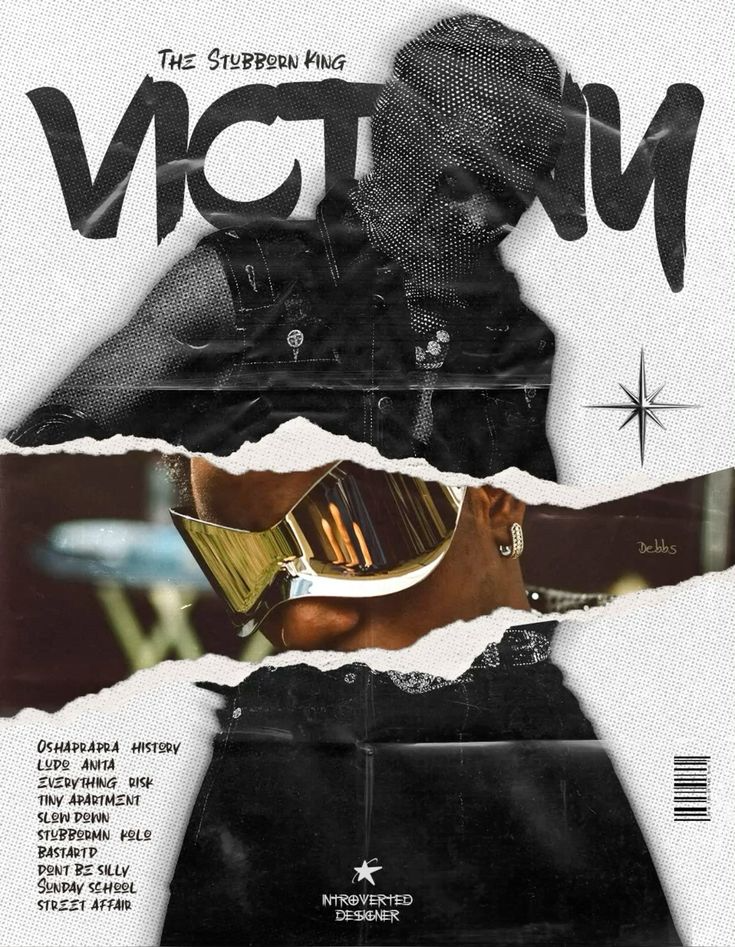 The Stubborn King
VICTONY
Debbs
Oshaprapra history
Ludo anita
everything risk
tiny apartment
slow down
stubbormn kolo
bastartd
dont be silly
Sunday school
street affair
Introverted
Designer